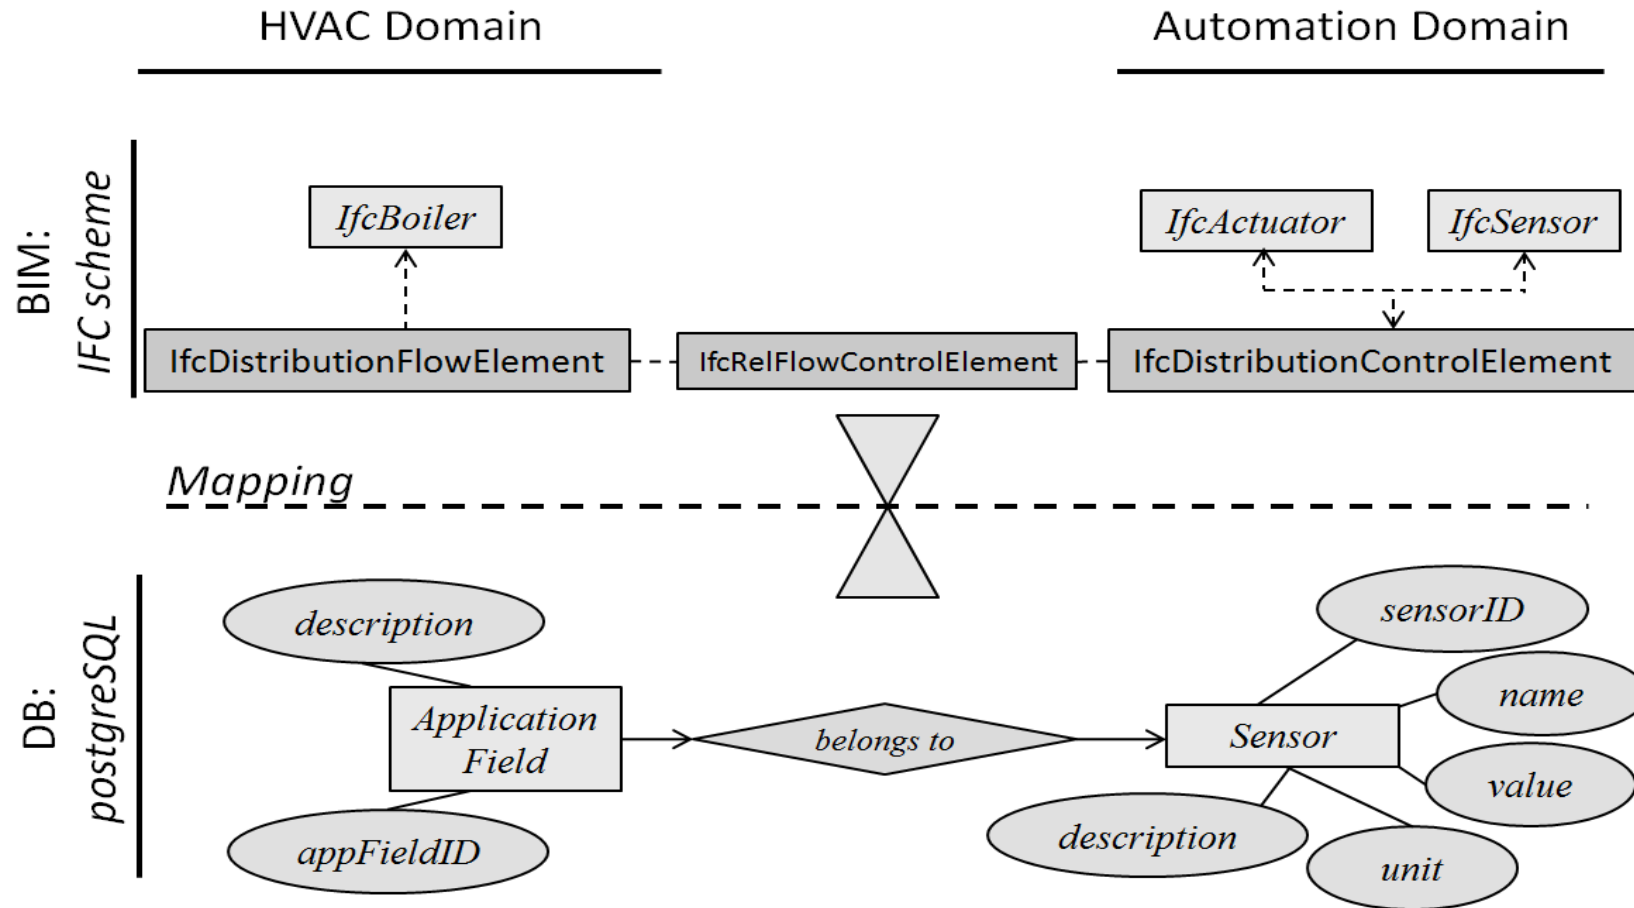 HVAC Domain
Automation Domain
BIM:
IFC scheme
IfcBoiler
IfcActuator
IfcSensor
IfcDistributionFlowElement
IfcRelFlowControlElement
IfcDistributionControlElement
Mapping
DB:
postgreSQL
description
Application
Field
appFieldID
belongs to
Sensor
sensorID
name
value
description
unit